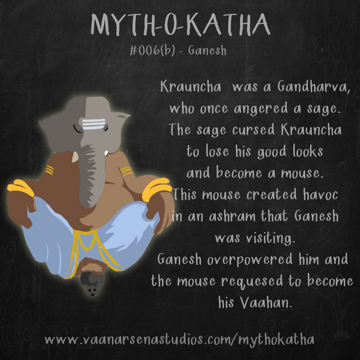 MYTH-O-KATHA
#006(b) - Ganesh
Krauncha was a Gandharva,
who once angered a sage.
The sage cursed Krauncha
to lose his good looks
and become a mouse.
This mouse created havoc
in an ashram that Ganesh
was visiting.
Ganesh overpowered him and
the mouse requesed to become
his Vaahan.
www.vaanarsenastudios.com/mythokatha